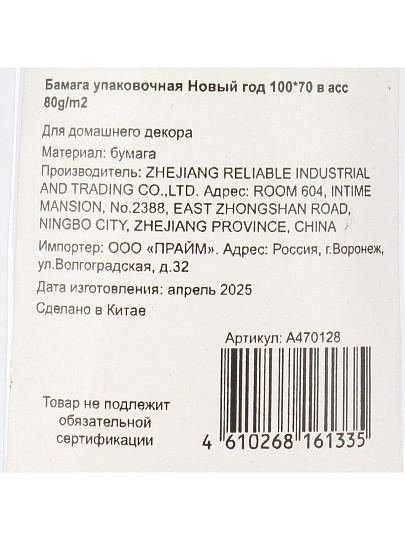 Бамага упаковочная Новый год 100*70 в асс
80g/m2
Для домашнего декора
Материал: бумага
Производитель: ZHEJIANG RELIABLE INDUSTRIAL
AND TRADING CO.,LTD. Адрес: ROOM 604, INTIME
MANSION, No.2388, EAST ZHONGSHAN ROAD,
NINGBO CITY, ZHEJIANG PROVINCE, CHINA
Импортер: ООО «ПРАЙМ». Адрес: Россия, г.Воронеж,
ул.Волгоградская, д.32
Дата изготовления: апрель 2025
Сделано в Китае
Артикул: А470128
Товар не подлежит
обязательной
сертификации
4 610268 161335